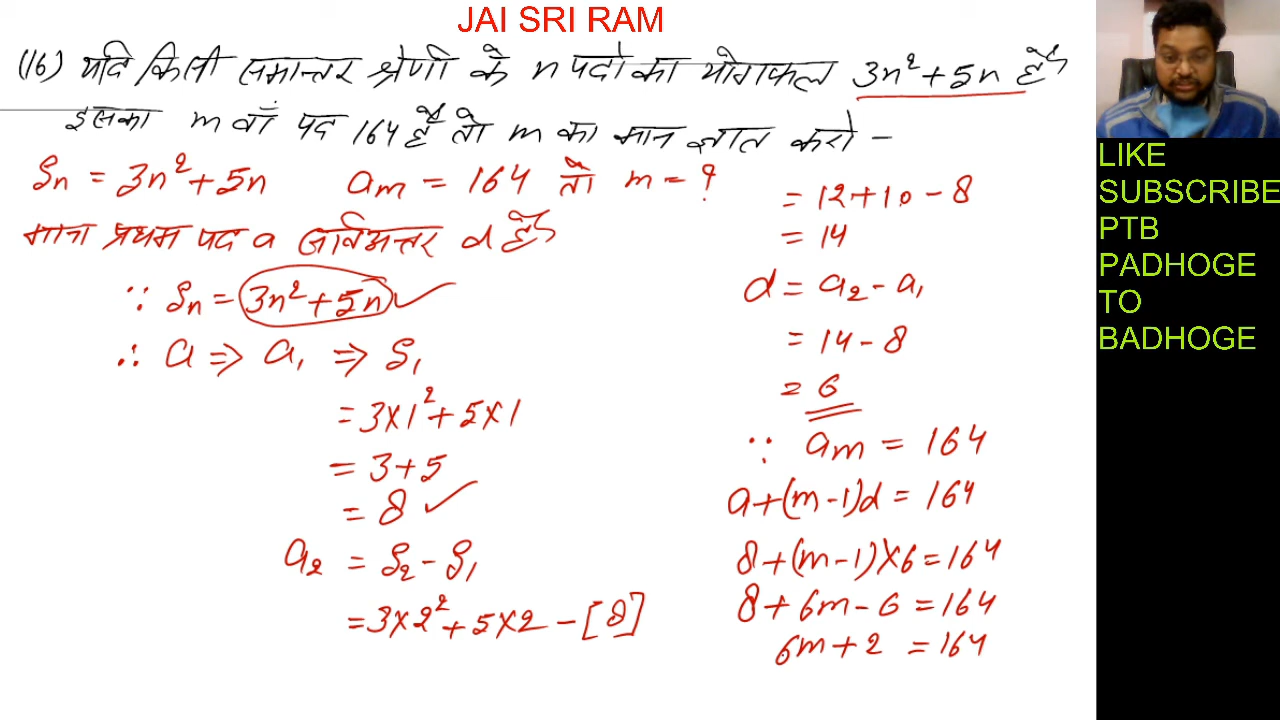 JAI SRI RAM
(16) यदि किसी समान्तर श्रेणी के n पदो का योगफल 3n²+5n है
इसका m वाँ पद 164 है तो m का मान ज्ञात करो –
Sn = 3n²+5n am = 164 तो m = ?
माना प्रथम पद a सर्वाअन्तर d है
∵ Sn = 3n²+5n ✓
∴ a ⇒ a₁ ⇒ S₁
= 3×1²+5×1
= 3+5
= 8 ✓
a₂ = S₂ - S₁
= 3×2²+5×2 - [8]
= 12+10 - 8
= 14
d = a₂ - a₁
= 14 - 8
= 6
∵ am = 164
a+(m-1)d = 164
8+(m-1)×6 = 164
8+6m-6 = 164
6m+2 = 164
LIKE
SUBSCRIBE
PTB
PADHOGE
TO
BADHOGE